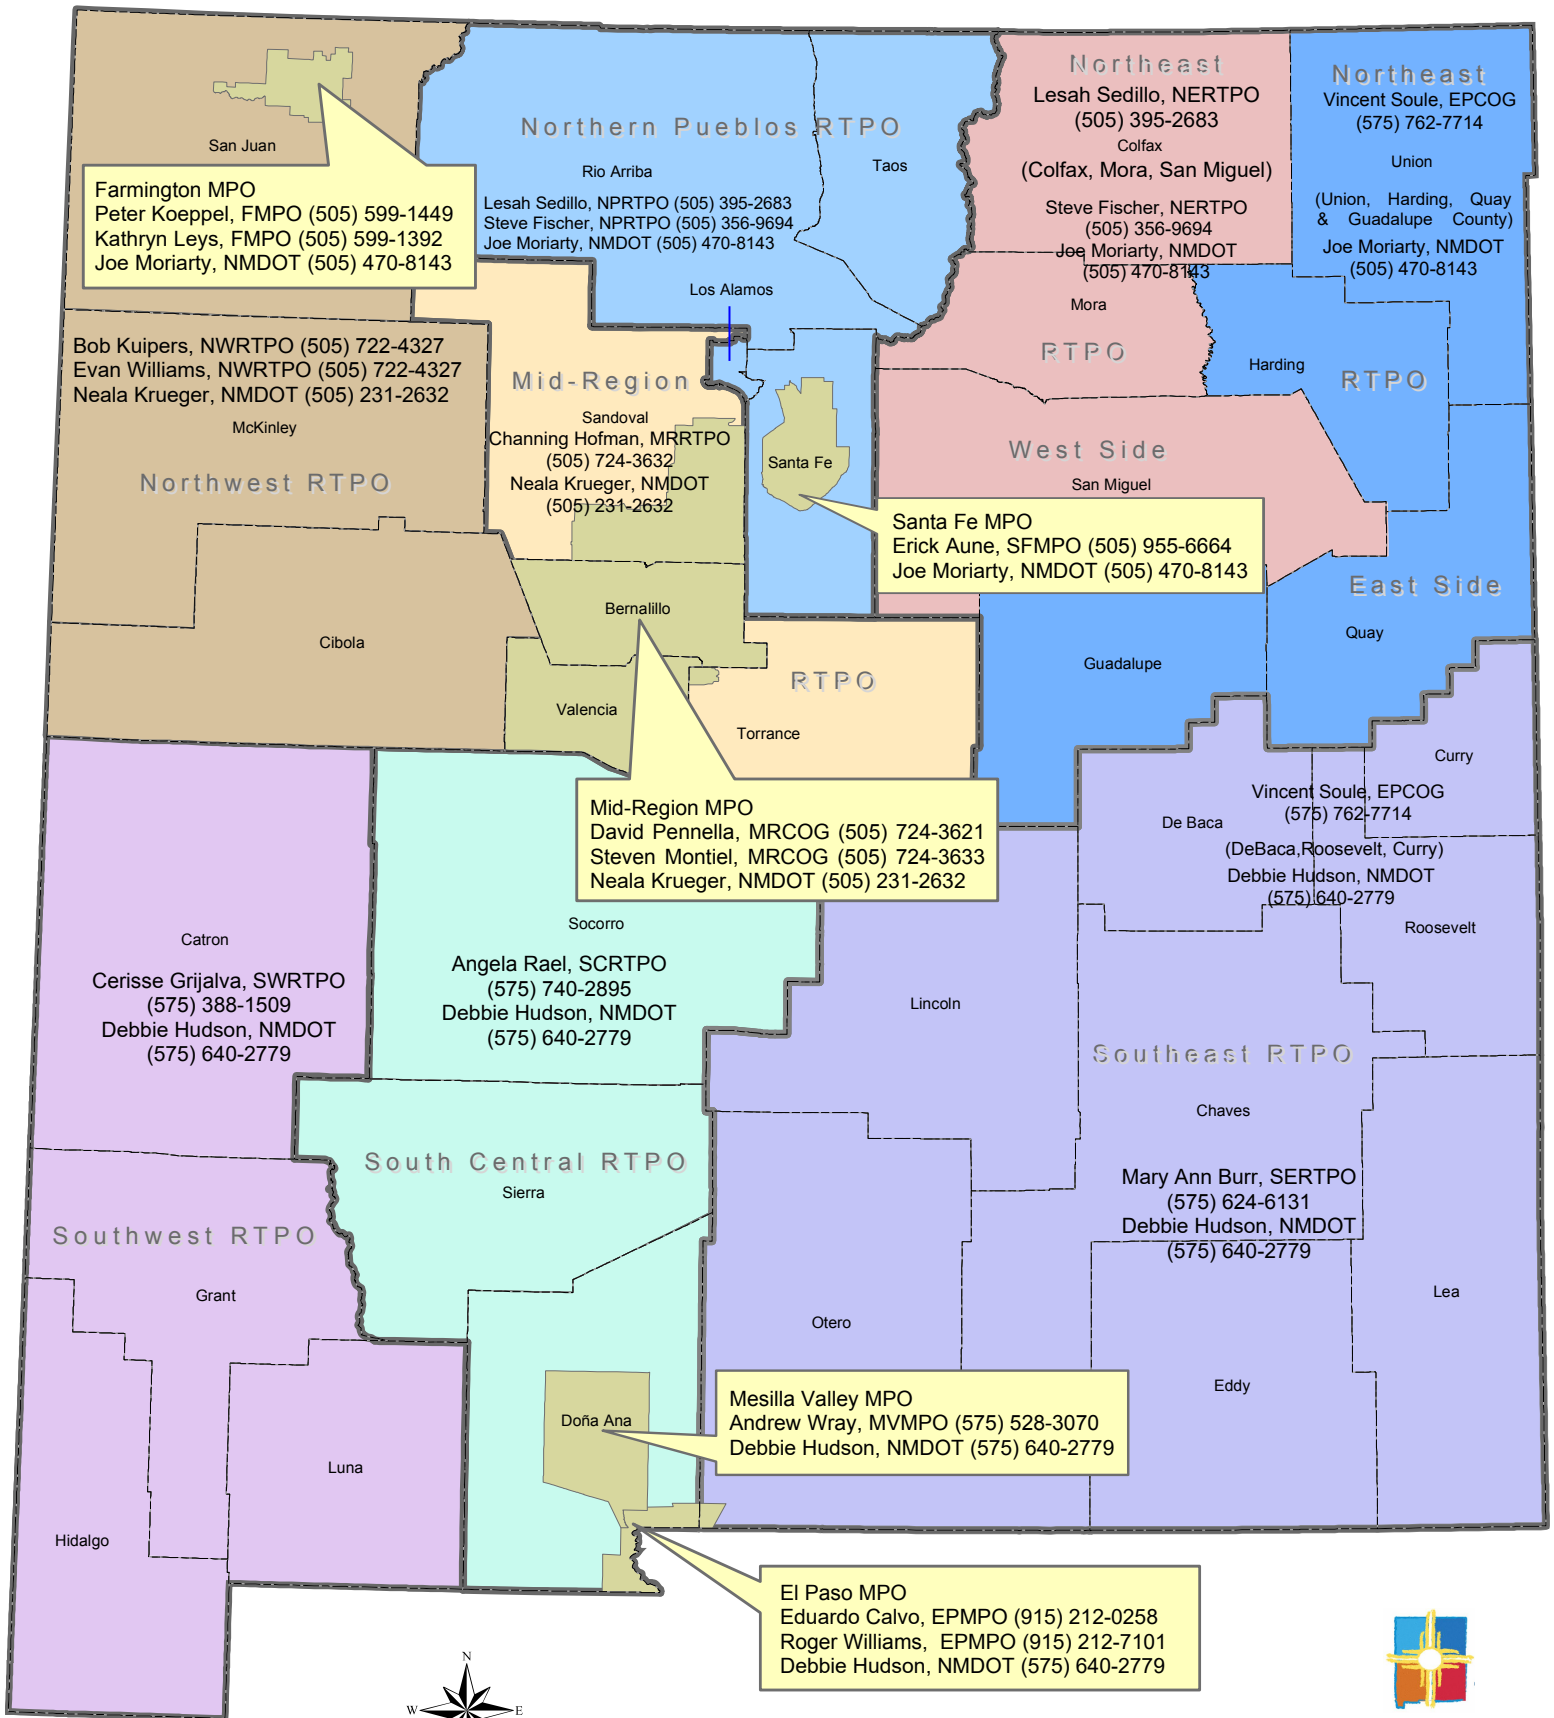 Northeast
Lesah Sedillo, NERTPO
(505) 395-2683
Colfax
(Colfax, Mora, San Miguel)
Steve Fischer, NERTPO
(505) 356-9694
Joe Moriarty, NMDOT
(505) 470-8143
Mora
RTPO
West Side
San Miguel
Northeast
Vincent Soule, EPCOG
(575) 762-7714
Union
(Union, Harding, Quay
& Guadalupe County)
Joe Moriarty, NMDOT
(505) 470-8143
Harding
RTPO
East Side
Quay
Guadalupe
Northern Pueblos RTPO
Rio Arriba
Taos
Lesah Sedillo, NPRTPO (505) 395-2683
Steve Fischer, NPRTPO (505) 356-9694
Joe Moriarty, NMDOT (505) 470-8143
Los Alamos
Santa Fe
San Juan
Farmington MPO
Peter Koeppel, FMPO (505) 599-1449
Kathryn Leys, FMPO (505) 599-1392
Joe Moriarty, NMDOT (505) 470-8143
Bob Kuipers, NWRTPO (505) 722-4327
Evan Williams, NWRTPO (505) 722-4327
Neala Krueger, NMDOT (505) 231-2632
McKinley
Northwest RTPO
Cibola
Mid-Region
Sandoval
Channing Hofman, MRRTPO
(505) 724-3632
Neala Krueger, NMDOT
(505) 231-2632
Santa Fe MPO
Erick Aune, SFMPO (505) 955-6664
Joe Moriarty, NMDOT (505) 470-8143
Bernalillo
Valencia
RTPO
Torrance
Mid-Region MPO
David Pennella, MRCOG (505) 724-3621
Steven Montiel, MRCOG (505) 724-3633
Neala Krueger, NMDOT (505) 231-2632
Curry
Vincent Soule, EPCOG
(575) 762-7714
De Baca
(DeBaca,Roosevelt, Curry)
Debbie Hudson, NMDOT
(575) 640-2779
Roosevelt
Catron
Cerisse Grijalva, SWRTPO
(575) 388-1509
Debbie Hudson, NMDOT
(575) 640-2779
Socorro
Angela Rael, SCRTPO
(575) 740-2895
Debbie Hudson, NMDOT
(575) 640-2779
Lincoln
Southeast RTPO
Chaves
Mary Ann Burr, SERTPO
(575) 624-6131
Debbie Hudson, NMDOT
(575) 640-2779
South Central RTPO
Sierra
Southwest RTPO
Grant
Otero
Lea
Eddy
Luna
Hidalgo
Doña Ana
Mesilla Valley MPO
Andrew Wray, MVMPO (575) 528-3070
Debbie Hudson, NMDOT (575) 640-2779
El Paso MPO
Eduardo Calvo, EPMPO (915) 212-0258
Roger Williams, EPMPO (915) 212-7101
Debbie Hudson, NMDOT (575) 640-2779
N
W
E